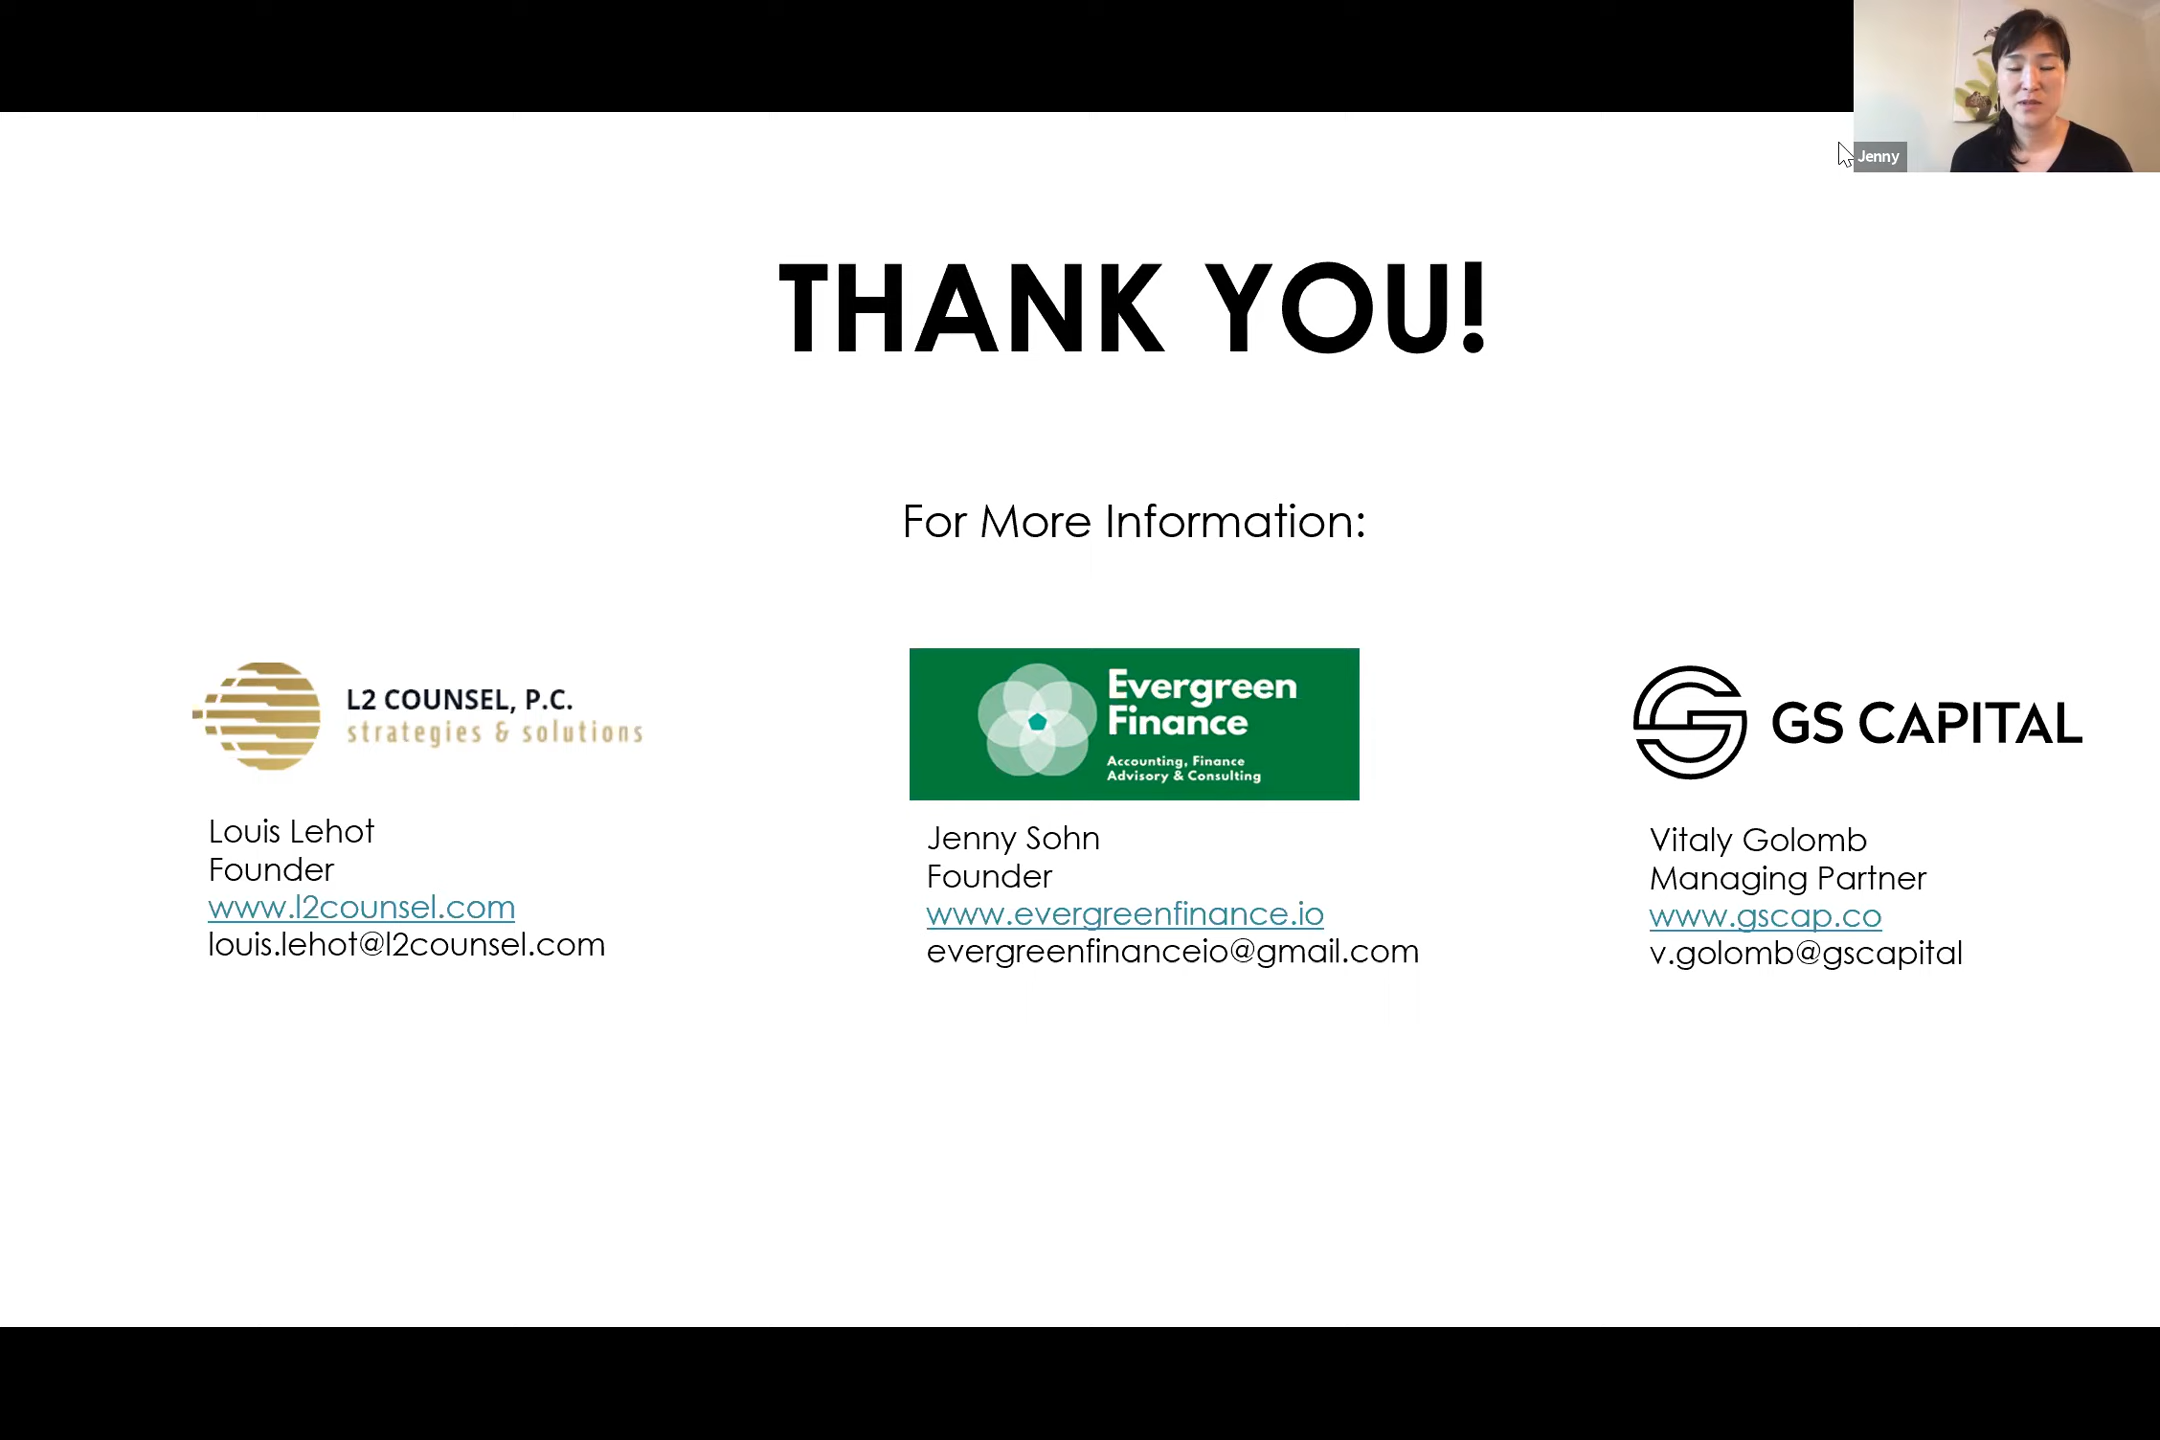 Jenny
THANK YOU!
For More Information:
L2 COUNSEL, P.C.
strategies & solutions
Louis Lehot
Founder
www.l2counsel.com
louis.lehot@l2counsel.com
Evergreen
Finance
Accounting, Finance
Advisory & Consulting
Jenny Sohn
Founder
www.evergreenfinance.io
evergreenfinanceio@gmail.com
GS CAPITAL
Vitaly Golomb
Managing Partner
www.gscap.co
v.golomb@gscapital